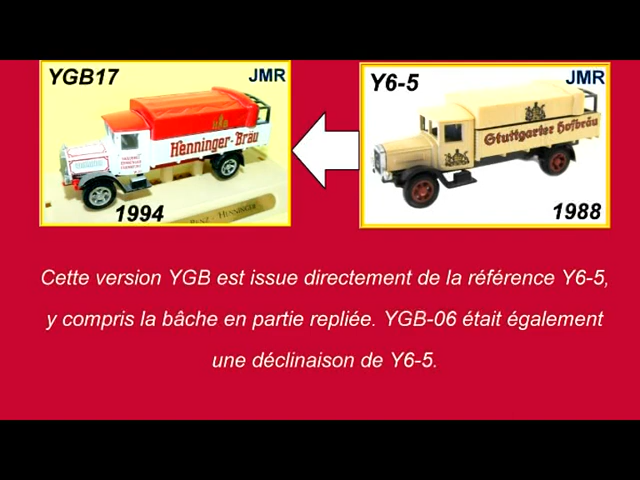 YGB17
JMR
Henninger-Bräu
1994
Y6-5
JMR
Stuttgarter Hofbräu
1988
Cette version YGB est issue directement de la référence Y6-5,
y compris la bâche en partie repliée. YGB-06 était également
une déclinaison de Y6-5.